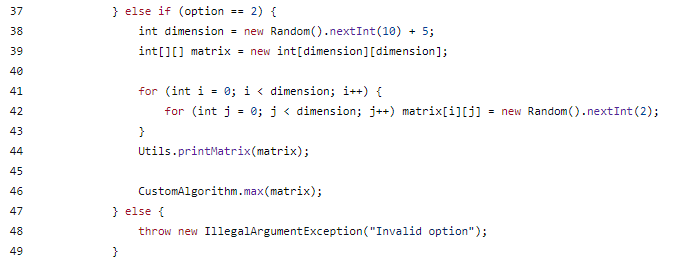 37             } else if (option == 2) {
38                 int dimension = new Random().nextInt(10) + 5;
39                 int[][] matrix = new int[dimension][dimension];
40
41                 for (int i = 0; i < dimension; i++) {
42                     for (int j = 0; j < dimension; j++) matrix[i][j] = new Random().nextInt(2);
43                 }
44                 Utils.printMatrix(matrix);
45
46                 CustomAlgorithm.max(matrix);
47             } else {
48                 throw new IllegalArgumentException("Invalid option");
49             }